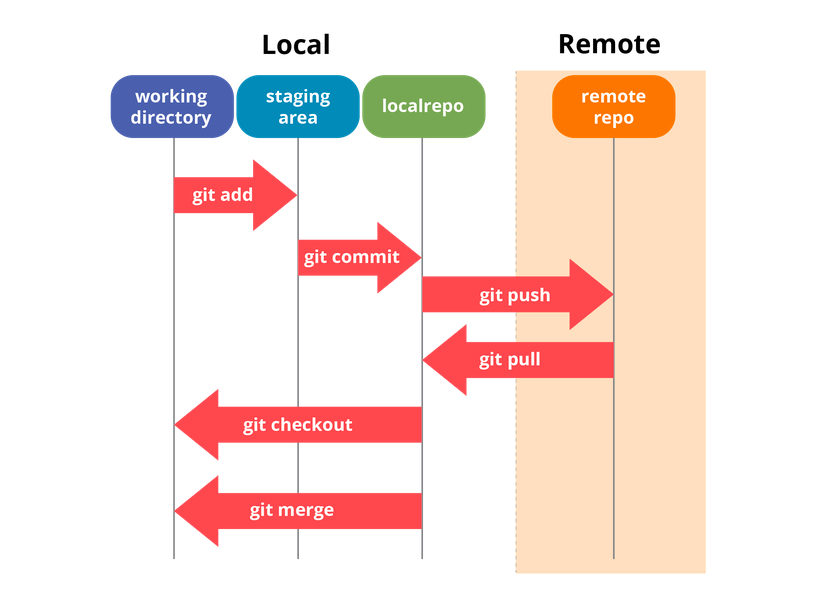 Local
Remote
working
directory
staging
area
localrepo
remote
repo
git add
git commit
git push
git pull
git checkout
git merge